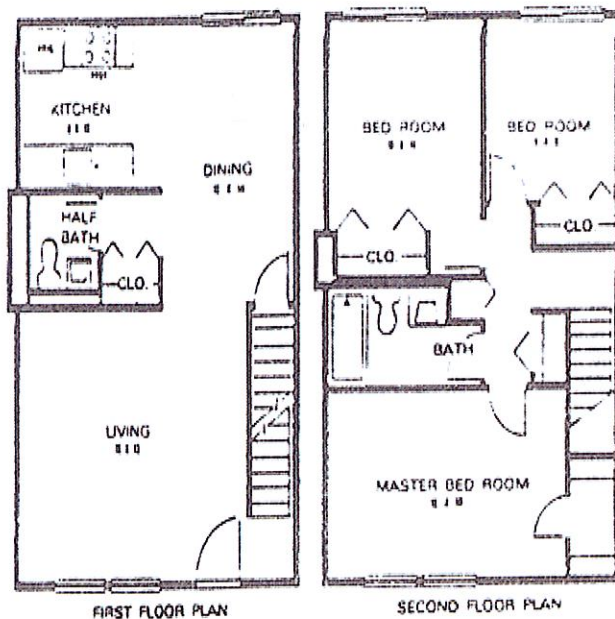 KITCHEN
DINING
HALF
BATH
CLO.
LIVING
FIRST FLOOR PLAN
BED ROOM
BED ROOM
CLO.
CLO
BATH
MASTER BED ROOM
SECOND FLOOR PLAN